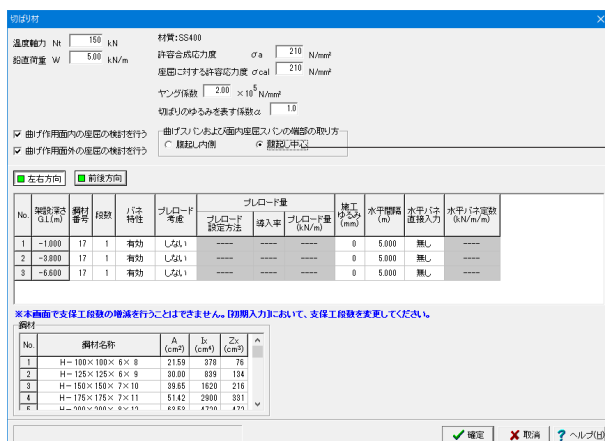 切ばり材
温度軸力 Nt 150 kN
鉛直荷重 W 5.00 kN/m
材質:SS400
許容合成応力度 σa 210 N/mm²
座屈に対する許容応力度 σcal 210 N/mm²
ヤング係数 2.00 ×10⁵N/mm²
切ばりのゆるみを表す係数α 1.0
曲げ作用面内の座屈の検討を行う
曲げ作用面外の座屈の検討を行う
曲げスパンおよび面内座屈スパンの端部の取り方
腹起し内側 腹起し中心
左右方向 前後方向
No. 架設深さ G.L(m) 鋼材番号 段数 バネ特性 プレロード考慮 プレロード量 プレロード設定方法 導入率 プレロード量(kN/m) 施工ゆるみ(mm) 水平間隔(m) 水平バネ直接入力 水平バネ定数(kN/m/m)
1 -1.000 17 1 有効 しない ---- ---- ---- 0 5.000 無し ----
2 -3.800 17 1 有効 しない ---- ---- ---- 0 5.000 無し ----
3 -6.600 17 1 有効 しない ---- ---- ---- 0 5.000 無し ----
※本画面で支保工段数の増減を行うことはできません。[初期入力]において、支保工段数を変更してください。
鋼材
No. 鋼材名称 A (cm²) Ix (cm⁴) Zx (cm³)
1 H-100×100× 6× 8 21.59 378 76
2 H-125×125× 6× 9 30.00 839 134
3 H-150×150× 7×10 39.65 1620 216
4 H-175×175× 7×11 51.42 2900 331
5 H-200×200× 8×12 63.53 4720 472
確定 取消 ? ヘルプ(H)